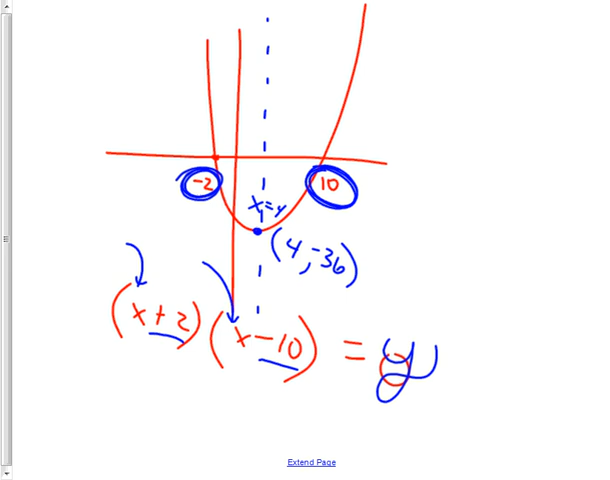 -2
10
x=4
(4, -36)
(x+2)(x-10) = y
Extend Page